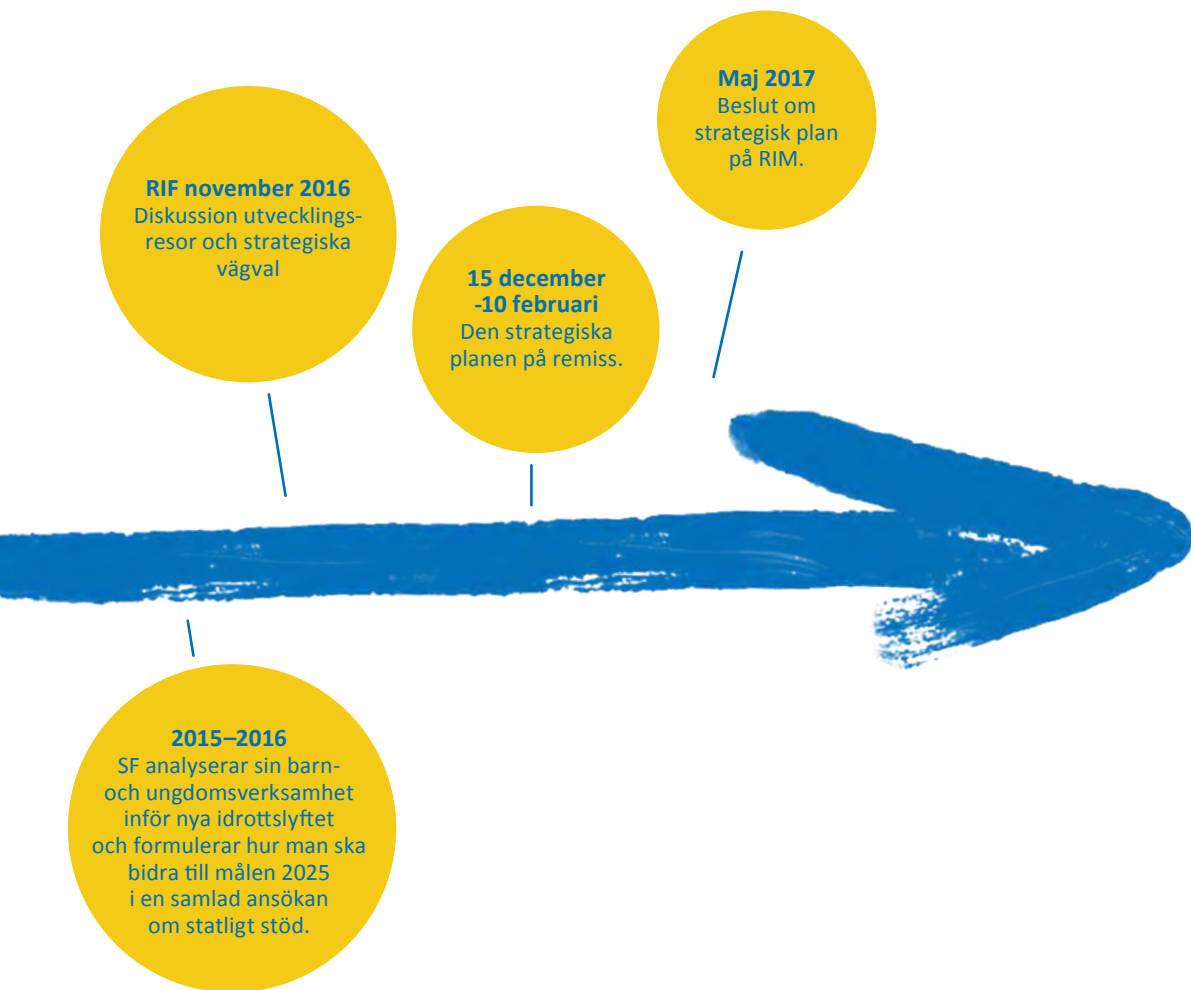 Maj 2017
Beslut om
strategisk plan
på RIM.
RIF november 2016
Diskussion utvecklings-
resor och strategiska
vägval
15 december
-10 februari
Den strategiska
planen på remiss.
2015–2016
SF analyserar sin barn-
och ungdomsverksamhet
inför nya idrottslyftet
och formulerar hur man ska
bidra till målen 2025
i en samlad ansökan
om statligt stöd.